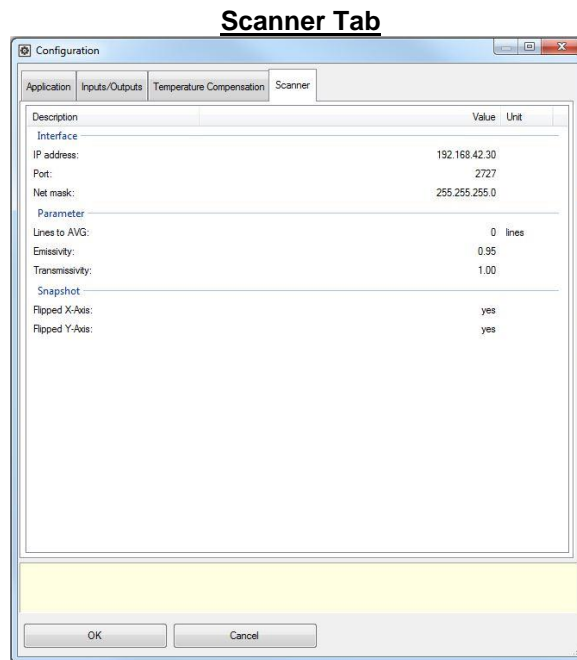 Scanner Tab
Configuration
Application Inputs/Outputs Temperature Compensation Scanner
Description Value Unit
Interface
IP address: 192.168.42.30
Port: 2727
Net mask: 255.255.255.0
Parameter
Lines to AVG: 0 lines
Emissivity: 0.95
Transmissivity: 1.00
Snapshot
Flipped X-Axis: yes
Flipped Y-Axis: yes
OK Cancel